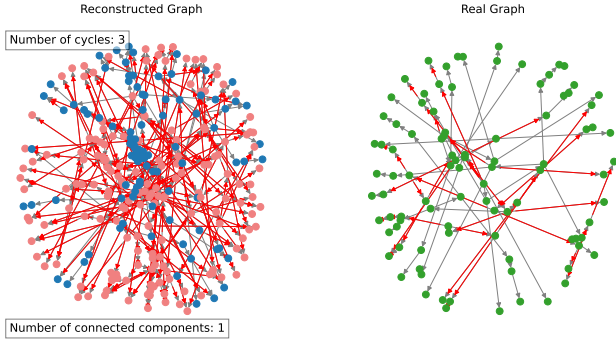 Reconstructed Graph
Real Graph
Number of cycles: 3
Number of connected components: 1